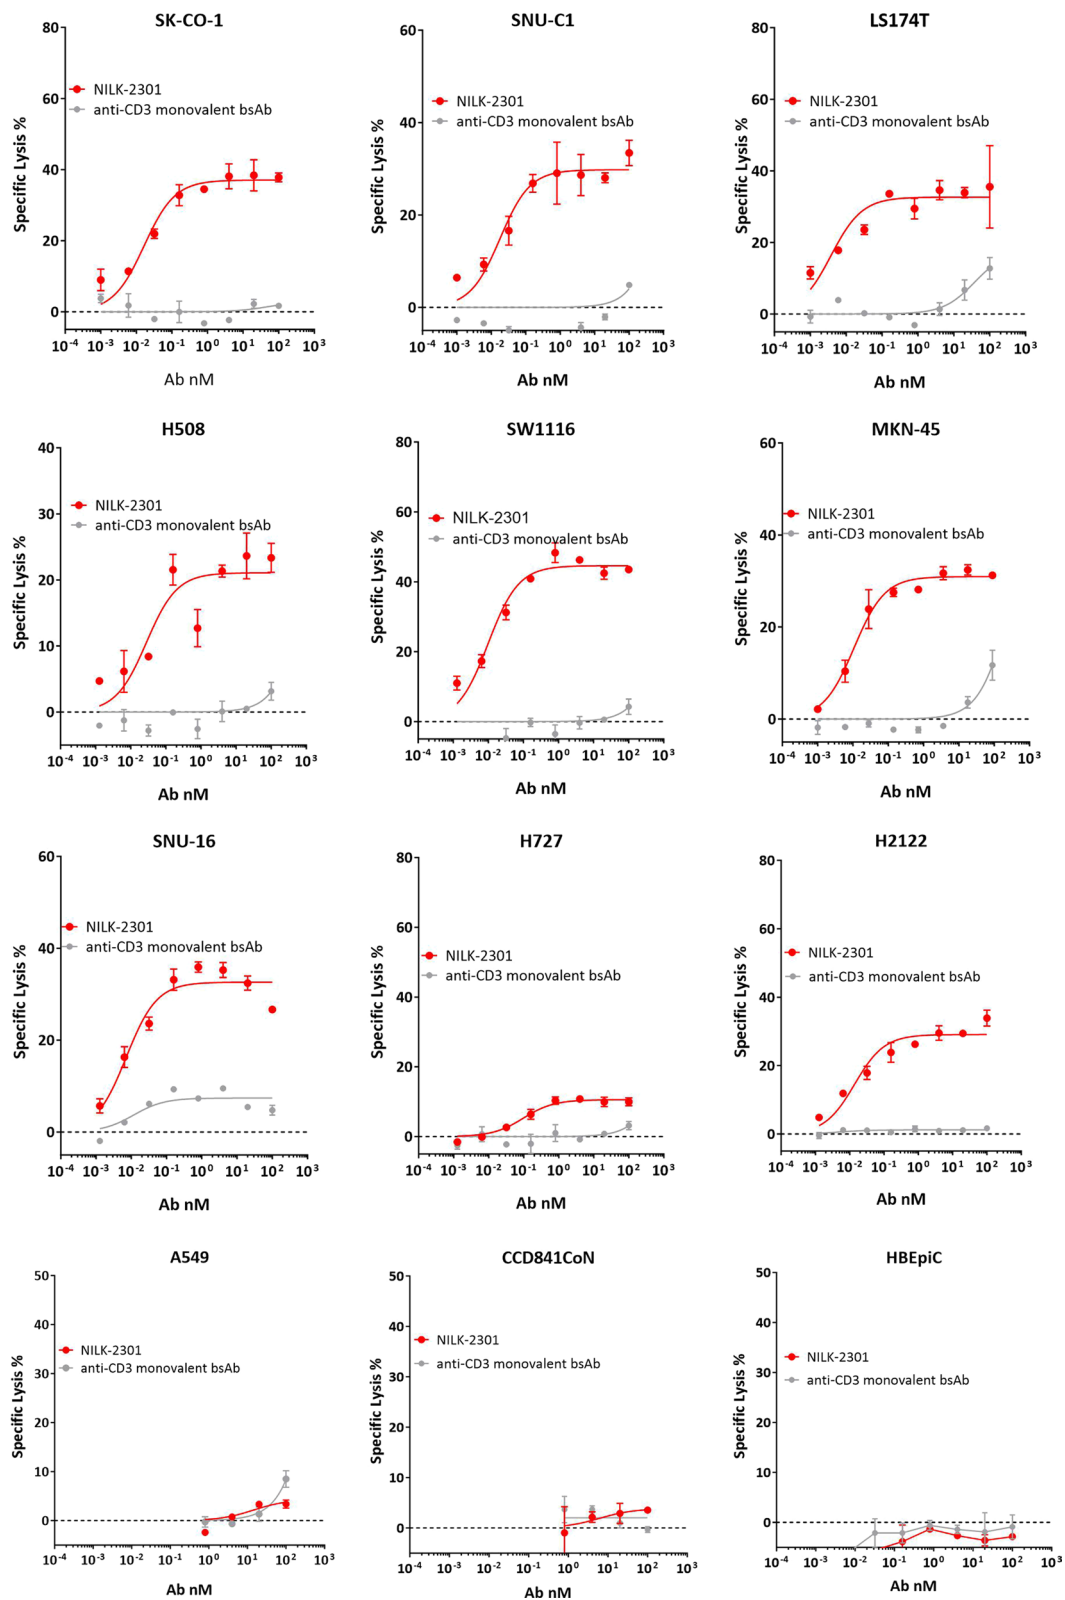 SK-CO-1
Specific Lysis %
80
60
40
20
0
NILK-2301
anti-CD3 monovalent bsAb
10⁻⁴ 10⁻³ 10⁻² 10⁻¹ 10⁰ 10¹ 10² 10³
Ab nM
SNU-C1
Specific Lysis %
60
40
20
0
NILK-2301
anti-CD3 monovalent bsAb
10⁻⁴ 10⁻³ 10⁻² 10⁻¹ 10⁰ 10¹ 10² 10³
Ab nM
LS174T
Specific Lysis %
80
60
40
20
0
NILK-2301
anti-CD3 monovalent bsAb
10⁻⁴ 10⁻³ 10⁻² 10⁻¹ 10⁰ 10¹ 10² 10³
Ab nM
H508
Specific Lysis %
40
30
20
10
0
NILK-2301
anti-CD3 monovalent bsAb
10⁻⁴ 10⁻³ 10⁻² 10⁻¹ 10⁰ 10¹ 10² 10³
Ab nM
SW1116
Specific Lysis %
80
60
40
20
0
NILK-2301
anti-CD3 monovalent bsAb
10⁻⁴ 10⁻³ 10⁻² 10⁻¹ 10⁰ 10¹ 10² 10³
Ab nM
MKN-45
Specific Lysis %
60
40
20
0
NILK-2301
anti-CD3 monovalent bsAb
10⁻⁴ 10⁻³ 10⁻² 10⁻¹ 10⁰ 10¹ 10² 10³
Ab nM
SNU-16
Specific Lysis %
60
40
20
0
NILK-2301
anti-CD3 monovalent bsAb
10⁻⁴ 10⁻³ 10⁻² 10⁻¹ 10⁰ 10¹ 10² 10³
Ab nM
H727
Specific Lysis %
80
60
40
20
0
NILK-2301
anti-CD3 monovalent bsAb
10⁻⁴ 10⁻³ 10⁻² 10⁻¹ 10⁰ 10¹ 10² 10³
Ab nM
H2122
Specific Lysis %
80
60
40
20
0
NILK-2301
anti-CD3 monovalent bsAb
10⁻⁴ 10⁻³ 10⁻² 10⁻¹ 10⁰ 10¹ 10² 10³
Ab nM
A549
Specific Lysis %
50
40
30
20
10
0
NILK-2301
anti-CD3 monovalent bsAb
10⁻⁴ 10⁻³ 10⁻² 10⁻¹ 10⁰ 10¹ 10² 10³
Ab nM
CCD841CoN
Specific Lysis %
50
40
30
20
10
0
NILK-2301
anti-CD3 monovalent bsAb
10⁻⁴ 10⁻³ 10⁻² 10⁻¹ 10⁰ 10¹ 10² 10³
Ab nM
HBEpiC
Specific Lysis %
50
40
30
20
10
0
NILK-2301
anti-CD3 monovalent bsAb
10⁻⁴ 10⁻³ 10⁻² 10⁻¹ 10⁰ 10¹ 10² 10³
Ab nM